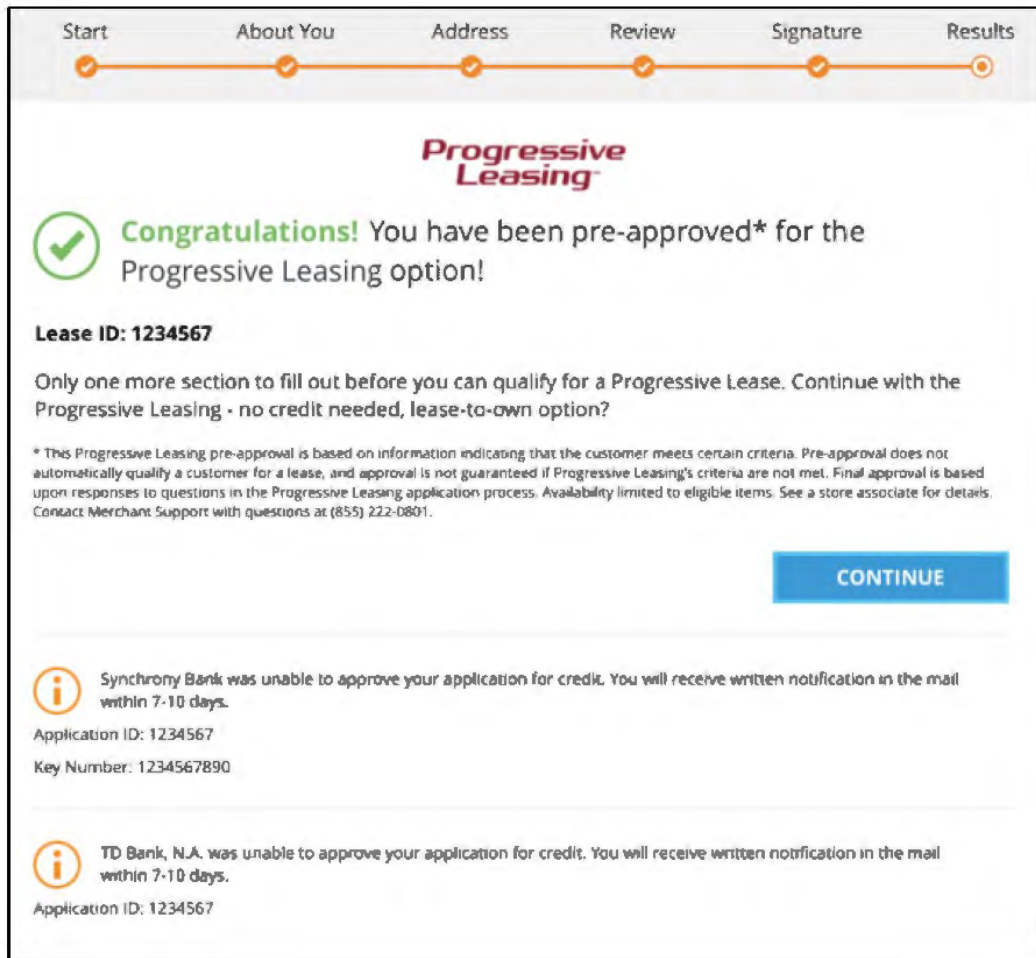 Start About You Address Review Signature Results
Progressive
Leasing
Congratulations! You have been pre-approved* for the
Progressive Leasing option!
Lease ID: 1234567
Only one more section to fill out before you can qualify for a Progressive Lease. Continue with the
Progressive Leasing - no credit needed, lease-to-own option?
* This Progressive Leasing pre-approval is based on information indicating that the customer meets certain criteria. Pre-approval does not
automatically qualify a customer for a lease, and approval is not guaranteed if Progressive Leasing's criteria are not met. Final approval is based
upon responses to questions in the Progressive Leasing application process. Availability limited to eligible items. See a store associate for details.
Contact Merchant Support with questions at (855) 222-0801.
CONTINUE
Synchrony Bank was unable to approve your application for credit. You will receive written notification in the mail
within 7-10 days.
Application ID: 1234567
Key Number: 1234567890
TD Bank, N.A. was unable to approve your application for credit. You will receive written notification in the mail
within 7-10 days.
Application ID: 1234567